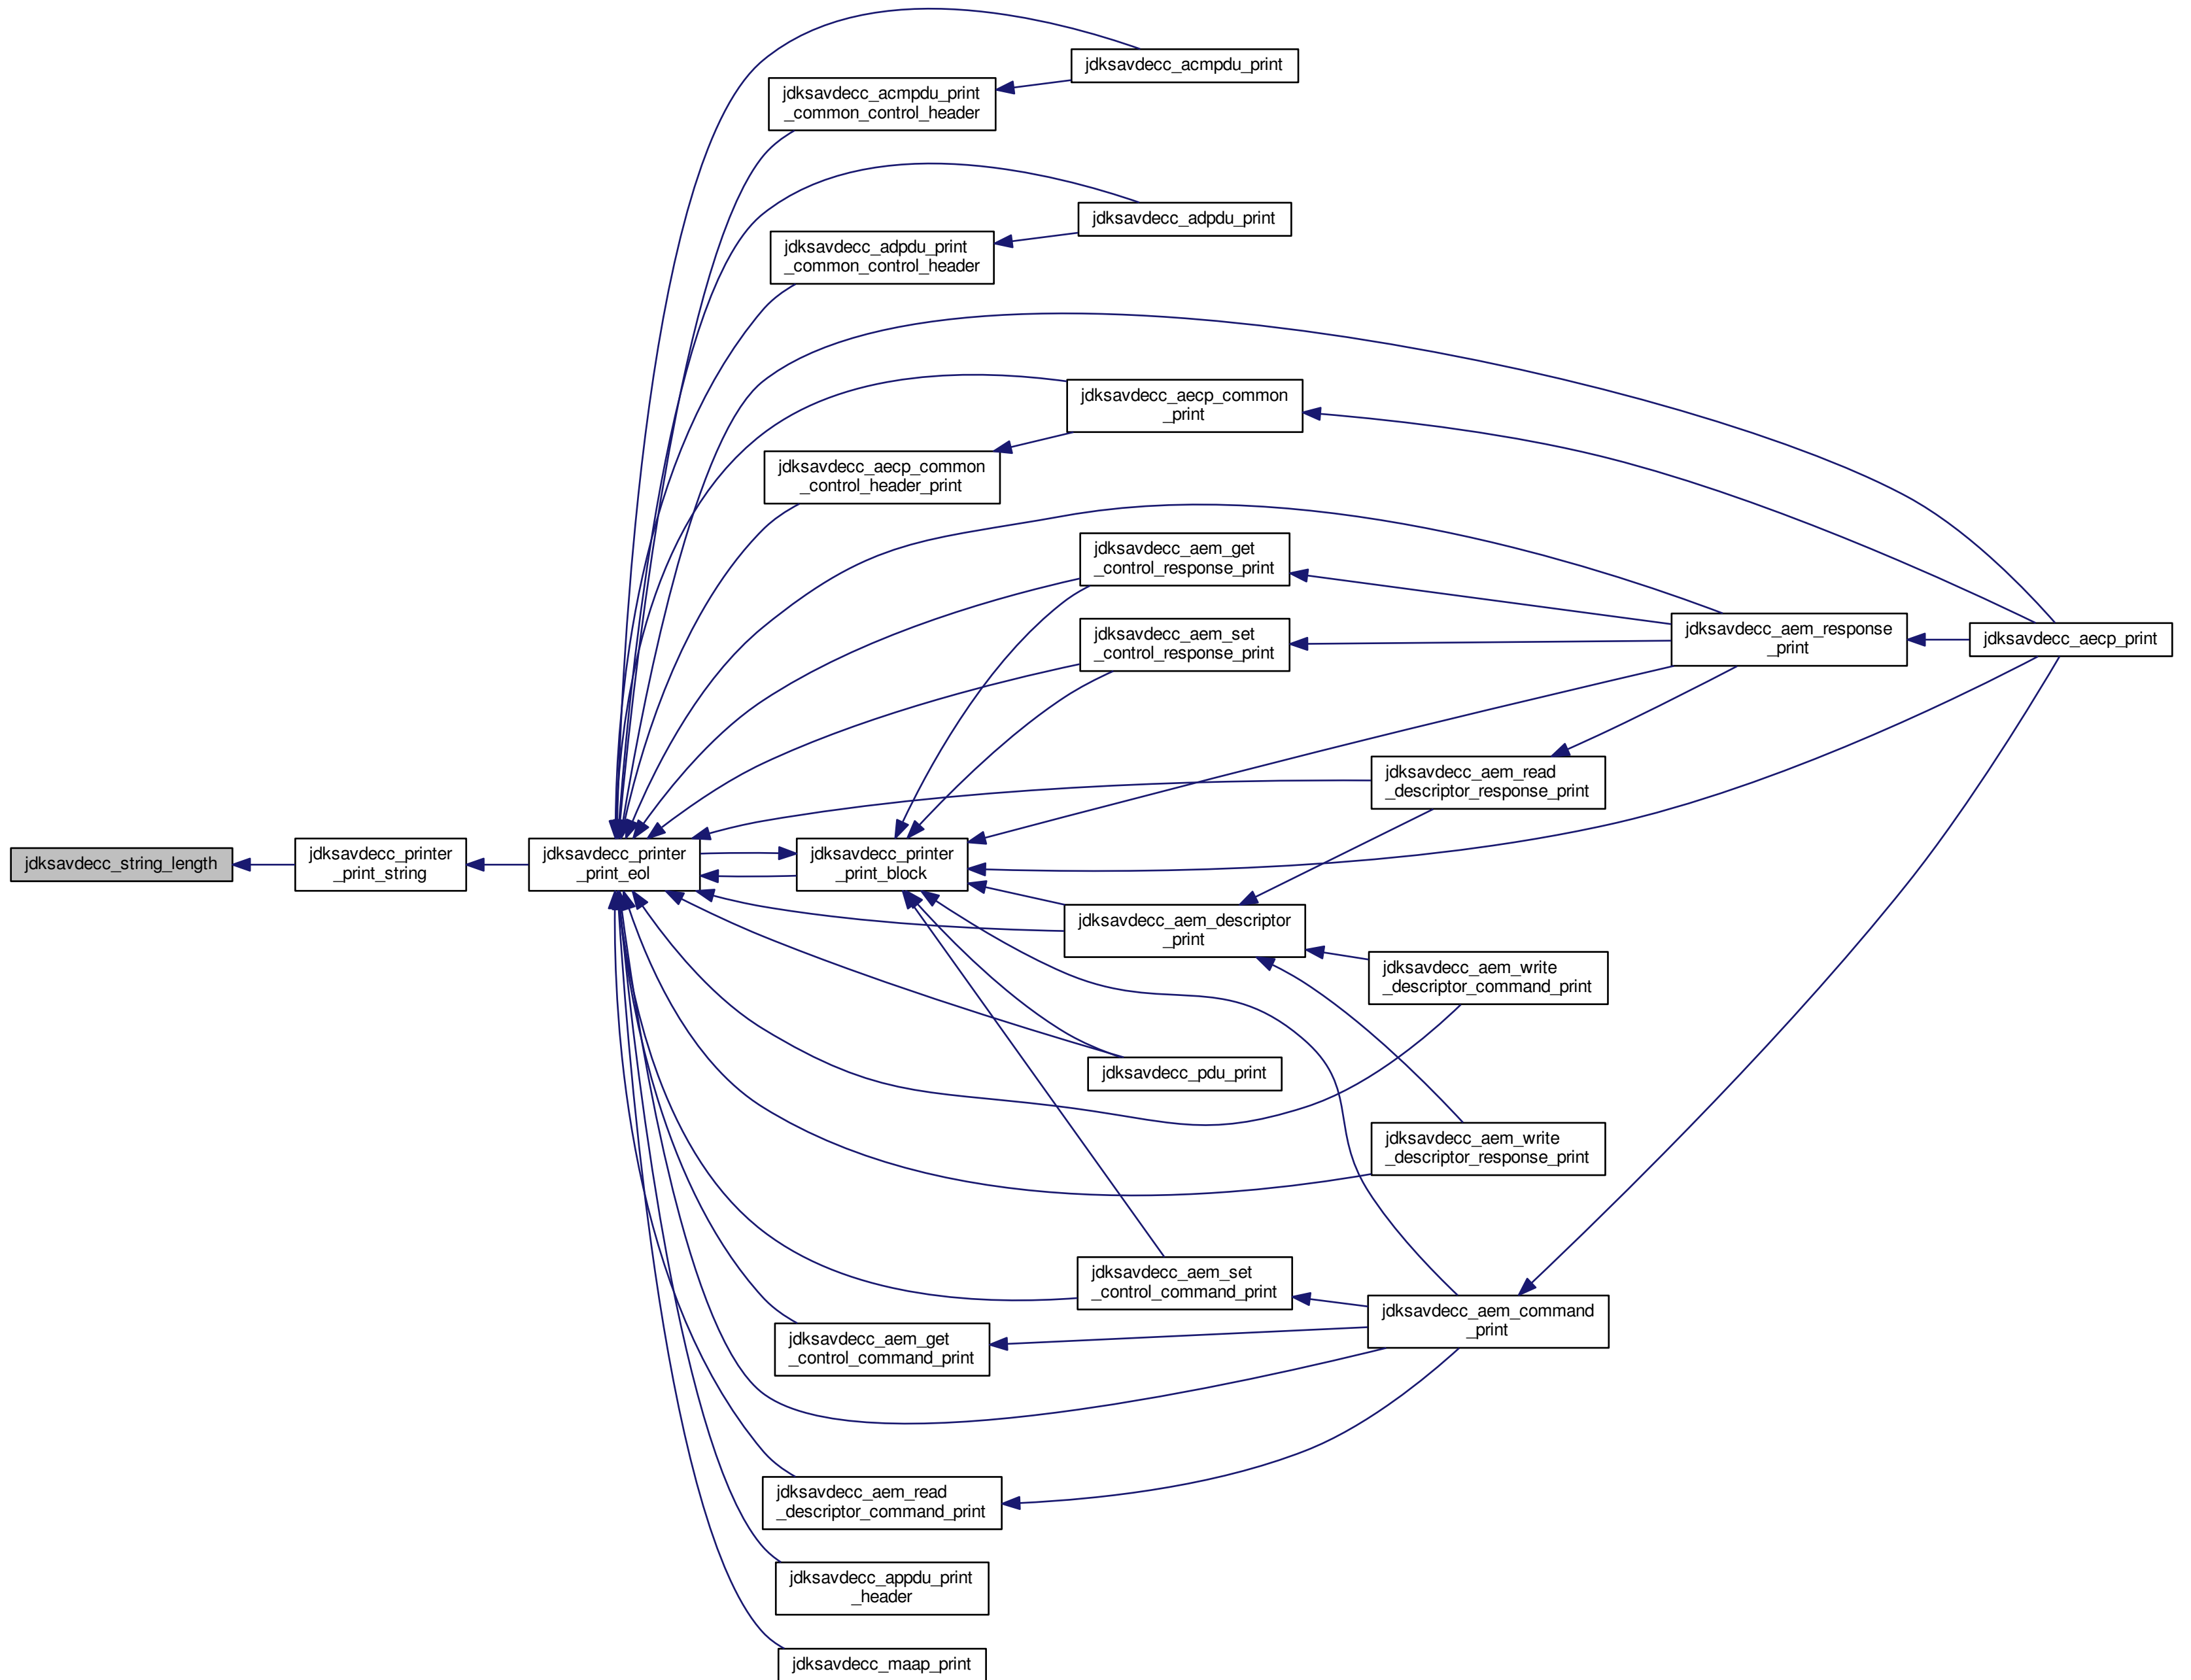 jdksavdecc_acmpdu_print
jdksavdecc_acmpdu_print
_common_control_header
jdksavdecc_adpdu_print
jdksavdecc_adpdu_print
_common_control_header
jdksavdecc_aecp_common
_print
jdksavdecc_aecp_common
_control_header_print
jdksavdecc_aem_get
_control_response_print
jdksavdecc_aem_set
_control_response_print
jdksavdecc_aem_response
_print
jdksavdecc_aecp_print
jdksavdecc_aem_read
_descriptor_response_print
jdksavdecc_string_length
jdksavdecc_printer
_print_string
jdksavdecc_printer
_print_eol
jdksavdecc_printer
_print_block
jdksavdecc_aem_descriptor
_print
jdksavdecc_aem_write
_descriptor_command_print
jdksavdecc_pdu_print
jdksavdecc_aem_write
_descriptor_response_print
jdksavdecc_aem_set
_control_command_print
jdksavdecc_aem_command
_print
jdksavdecc_aem_get
_control_command_print
jdksavdecc_aem_read
_descriptor_command_print
jdksavdecc_appdu_print
_header
jdksavdecc_maap_print